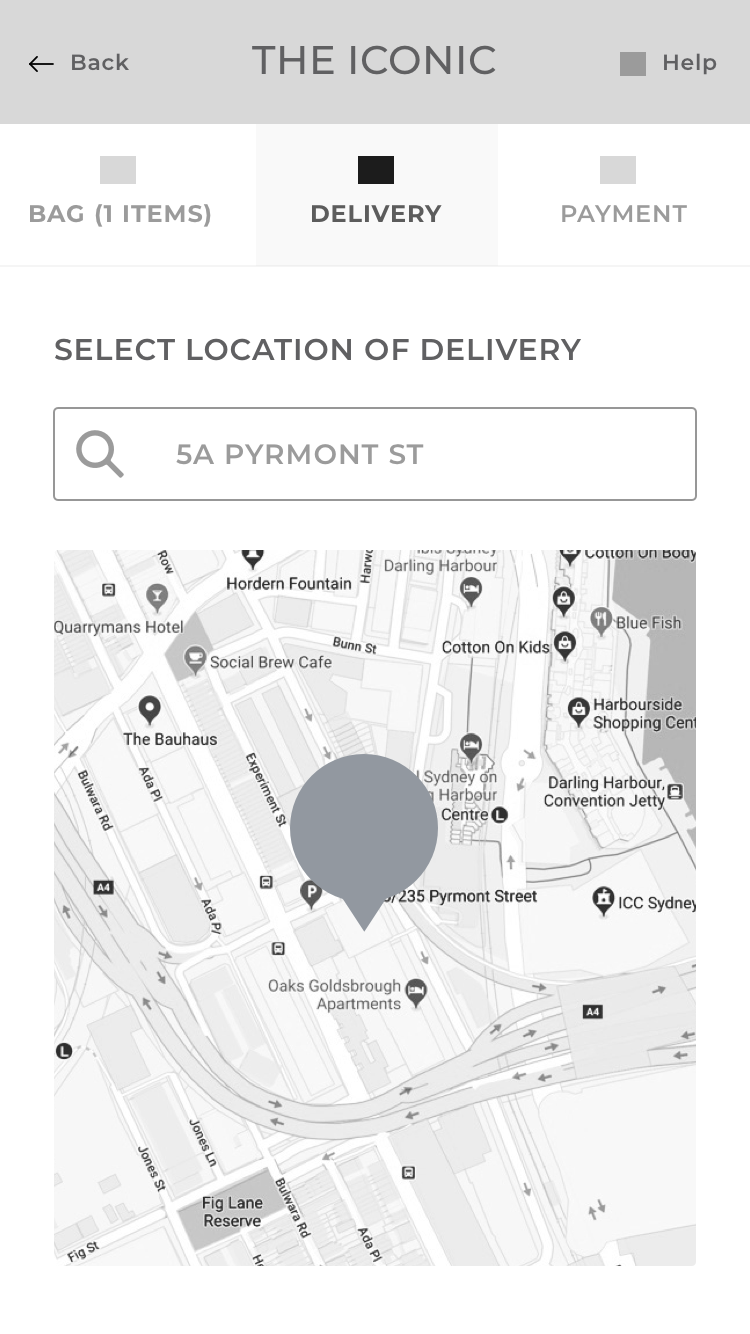 Back
THE ICONIC
Help
BAG (1 ITEMS)
DELIVERY
PAYMENT
SELECT LOCATION OF DELIVERY
5A PYRMONT ST
Row
Hordern Fountain
Ibis Sydney
Darling Harbour
Cotton On Body
Quarrymans Hotel
Blue Fish
Bunn St
Cotton On Kids
Social Brew Cafe
Harbourside
Shopping Cent
The Bauhaus
Ada Pl
Experiment St
Bulwara Rd
Sydney on
Harbour
Centre
L
Darling Harbour,
Convention Jetty
A4
P
/235 Pyrmont Street
ICC Sydney
Ada Pl
Oaks Goldsbrough
Apartments
A4
L
Jones Ln
Jones St
Fig Lane
Reserve
Bulwara Rd
Ada Pl
Fig St